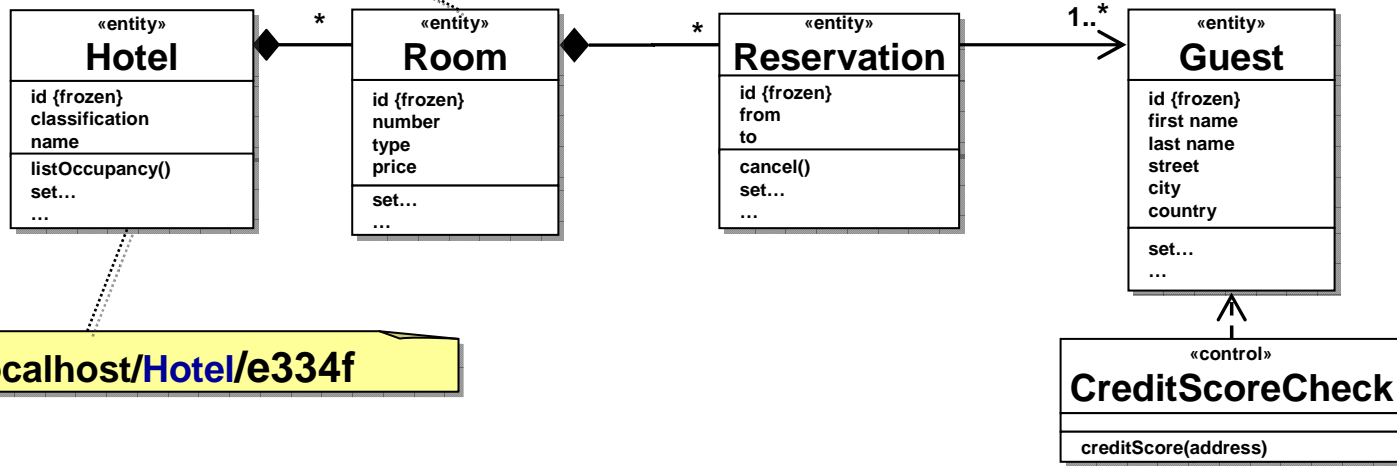 «entity»
Hotel
id {frozen}
classification
name
listOccupancy()
set…
…
*
«entity»
Room
id {frozen}
number
type
price
set…
…
*
«entity»
Reservation
id {frozen}
from
to
cancel()
set…
…
1..*
«entity»
Guest
id {frozen}
first name
last name
street
city
country
set…
…
ocalhost/Hotel/e334f
«control»
CreditScoreCheck
creditScore(address)